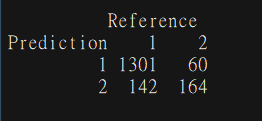 Reference
Prediction 1 2
1 1301 60
2 142 164